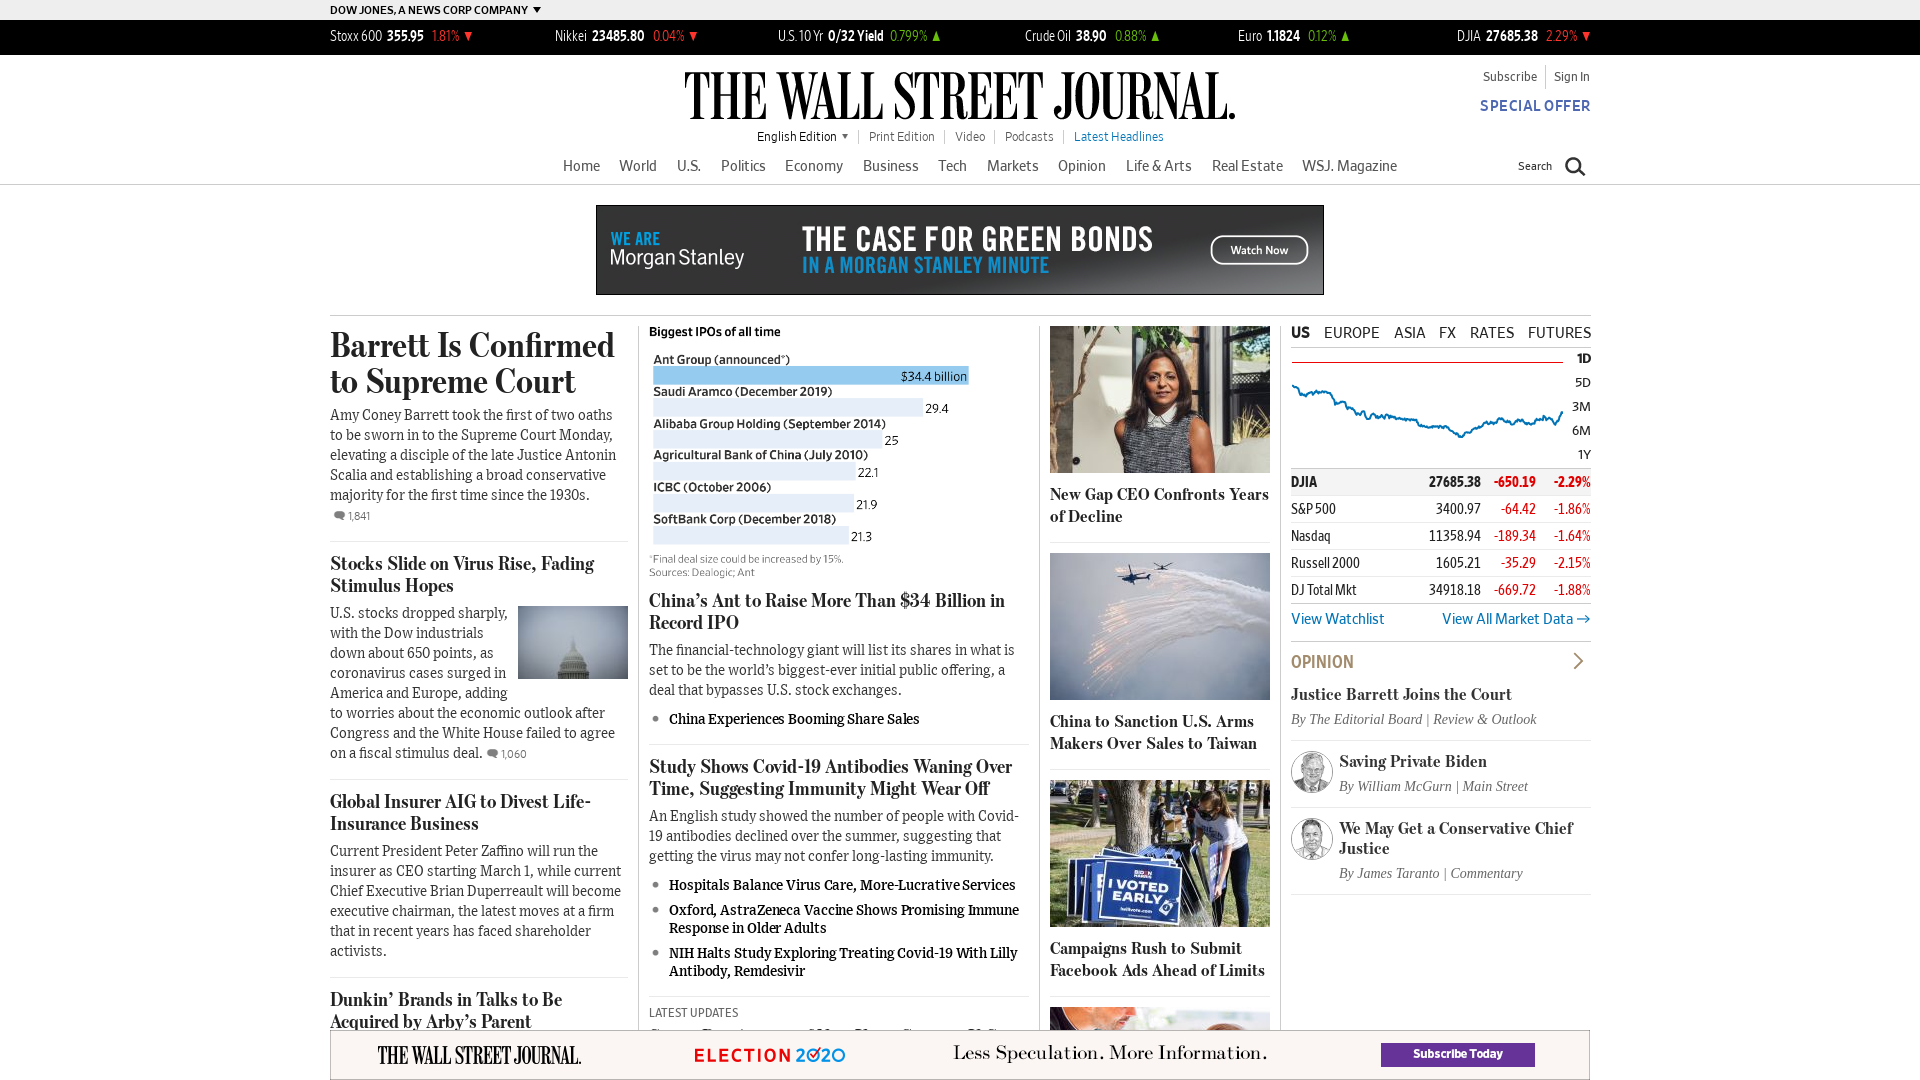 DOW JONES, A NEWS CORP COMPANY
Stoxx 600 355.95 1.81%
Nikkei 23485.80 0.04%
U.S. 10 Yr 0/32 Yield 0.799%
Crude Oil 38.90 0.88%
Euro 1.1824 0.12%
DJIA 27685.38 2.29%
THE WALL STREET JOURNAL.
Subscribe
Sign In
SPECIAL OFFER
English Edition
Print Edition
Video
Podcasts
Latest Headlines
Home World U.S. Politics Economy Business Tech Markets Opinion Life & Arts Real Estate WSJ. Magazine
Search
WE ARE
Morgan Stanley
THE CASE FOR GREEN BONDS
IN A MORGAN STANLEY MINUTE
Watch Now
Barrett Is Confirmed
to Supreme Court
Amy Coney Barrett took the first of two oaths
to be sworn in to the Supreme Court Monday,
elevating a disciple of the late Justice Antonin
Scalia and establishing a broad conservative
majority for the first time since the 1930s.
1,841
Stocks Slide on Virus Rise, Fading
Stimulus Hopes
U.S. stocks dropped sharply,
with the Dow industrials
down about 650 points, as
coronavirus cases surged in
America and Europe, adding
to worries about the economic outlook after
Congress and the White House failed to agree
on a fiscal stimulus deal.
1,060
Global Insurer AIG to Divest Life-
Insurance Business
Current President Peter Zaffino will run the
insurer as CEO starting March 1, while current
Chief Executive Brian Duperreault will become
executive chairman, the latest moves at a firm
that in recent years has faced shareholder
activists.
Dunkin' Brands in Talks to Be
Acquired by Arby's Parent
Biggest IPOs of all time
Ant Group (announced*)
$34.4 billion
Saudi Aramco (December 2019)
29.4
Alibaba Group Holding (September 2014)
25
Agricultural Bank of China (July 2010)
22.1
ICBC (October 2006)
21.9
SoftBank Corp (December 2018)
21.3
*Final deal size could be increased by 15%.
Sources: Dealogic; Ant
China's Ant to Raise More Than $34 Billion in
Record IPO
The financial-technology giant will list its shares in what is
set to be the world's biggest-ever initial public offering, a
deal that bypasses U.S. stock exchanges.
China Experiences Booming Share Sales
Study Shows Covid-19 Antibodies Waning Over
Time, Suggesting Immunity Might Wear Off
An English study showed the number of people with Covid-
19 antibodies declined over the summer, suggesting that
getting the virus may not confer long-lasting immunity.
Hospitals Balance Virus Care, More-Lucrative Services
Oxford, AstraZeneca Vaccine Shows Promising Immune
Response in Older Adults
NIH Halts Study Exploring Treating Covid-19 With Lilly
Antibody, Remdesivir
LATEST UPDATES
New Gap CEO Confronts Years
of Decline
China to Sanction U.S. Arms
Makers Over Sales to Taiwan
I VOTED
EARLY
Campaigns Rush to Submit
Facebook Ads Ahead of Limits
US EUROPE ASIA FX RATES FUTURES
1D
5D
3M
6M
1Y
DJIA 27685.38 -650.19 -2.29%
S&P 500 3400.97 -64.42 -1.86%
Nasdaq 11358.94 -189.34 -1.64%
Russell 2000 1605.21 -35.29 -2.15%
DJ Total Mkt 34918.18 -669.72 -1.88%
View Watchlist
View All Market Data
OPINION
Justice Barrett Joins the Court
By The Editorial Board | Review & Outlook
Saving Private Biden
By William McGurn | Main Street
We May Get a Conservative Chief
Justice
By James Taranto | Commentary
THE WALL STREET JOURNAL.
ELECTION 2020
Less Speculation. More Information.
Subscribe Today